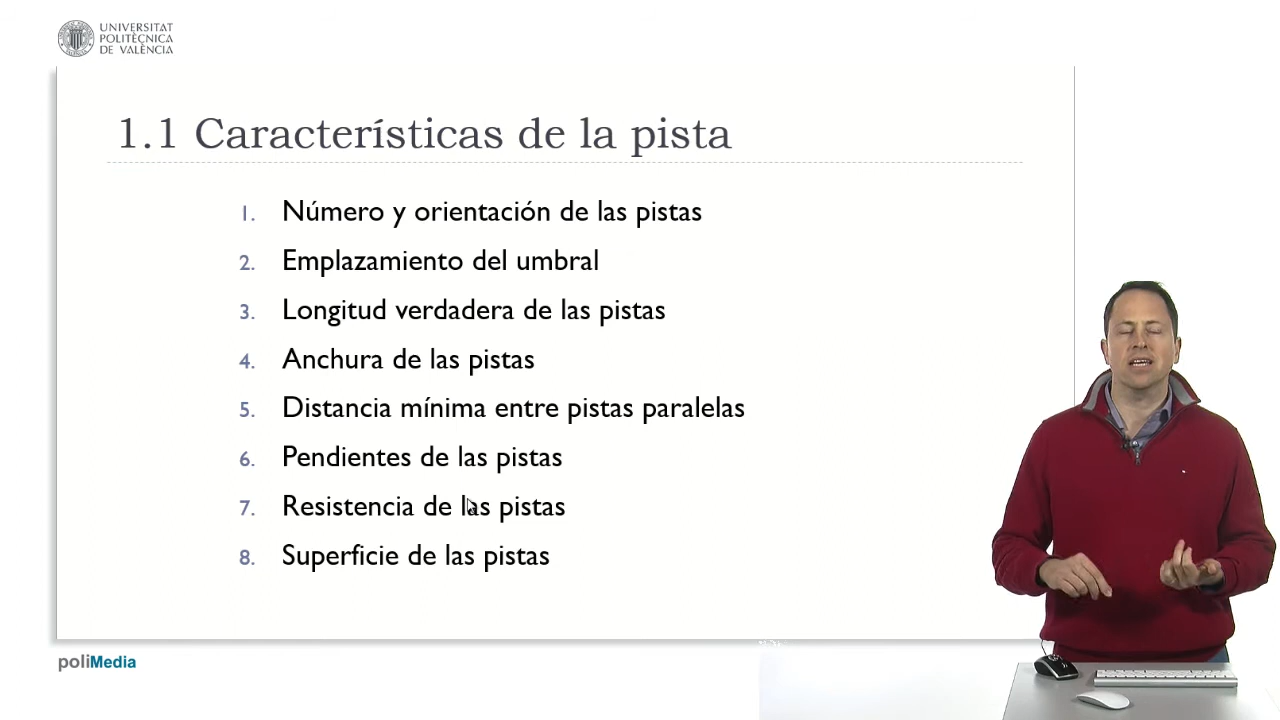 UNIVERSITAT
POLITÈCNICA
DE VALÈNCIA
1.1 Características de la pista
1. Número y orientación de las pistas
2. Emplazamiento del umbral
3. Longitud verdadera de las pistas
4. Anchura de las pistas
5. Distancia mínima entre pistas paralelas
6. Pendientes de las pistas
7. Resistencia de las pistas
8. Superficie de las pistas
poliMedia